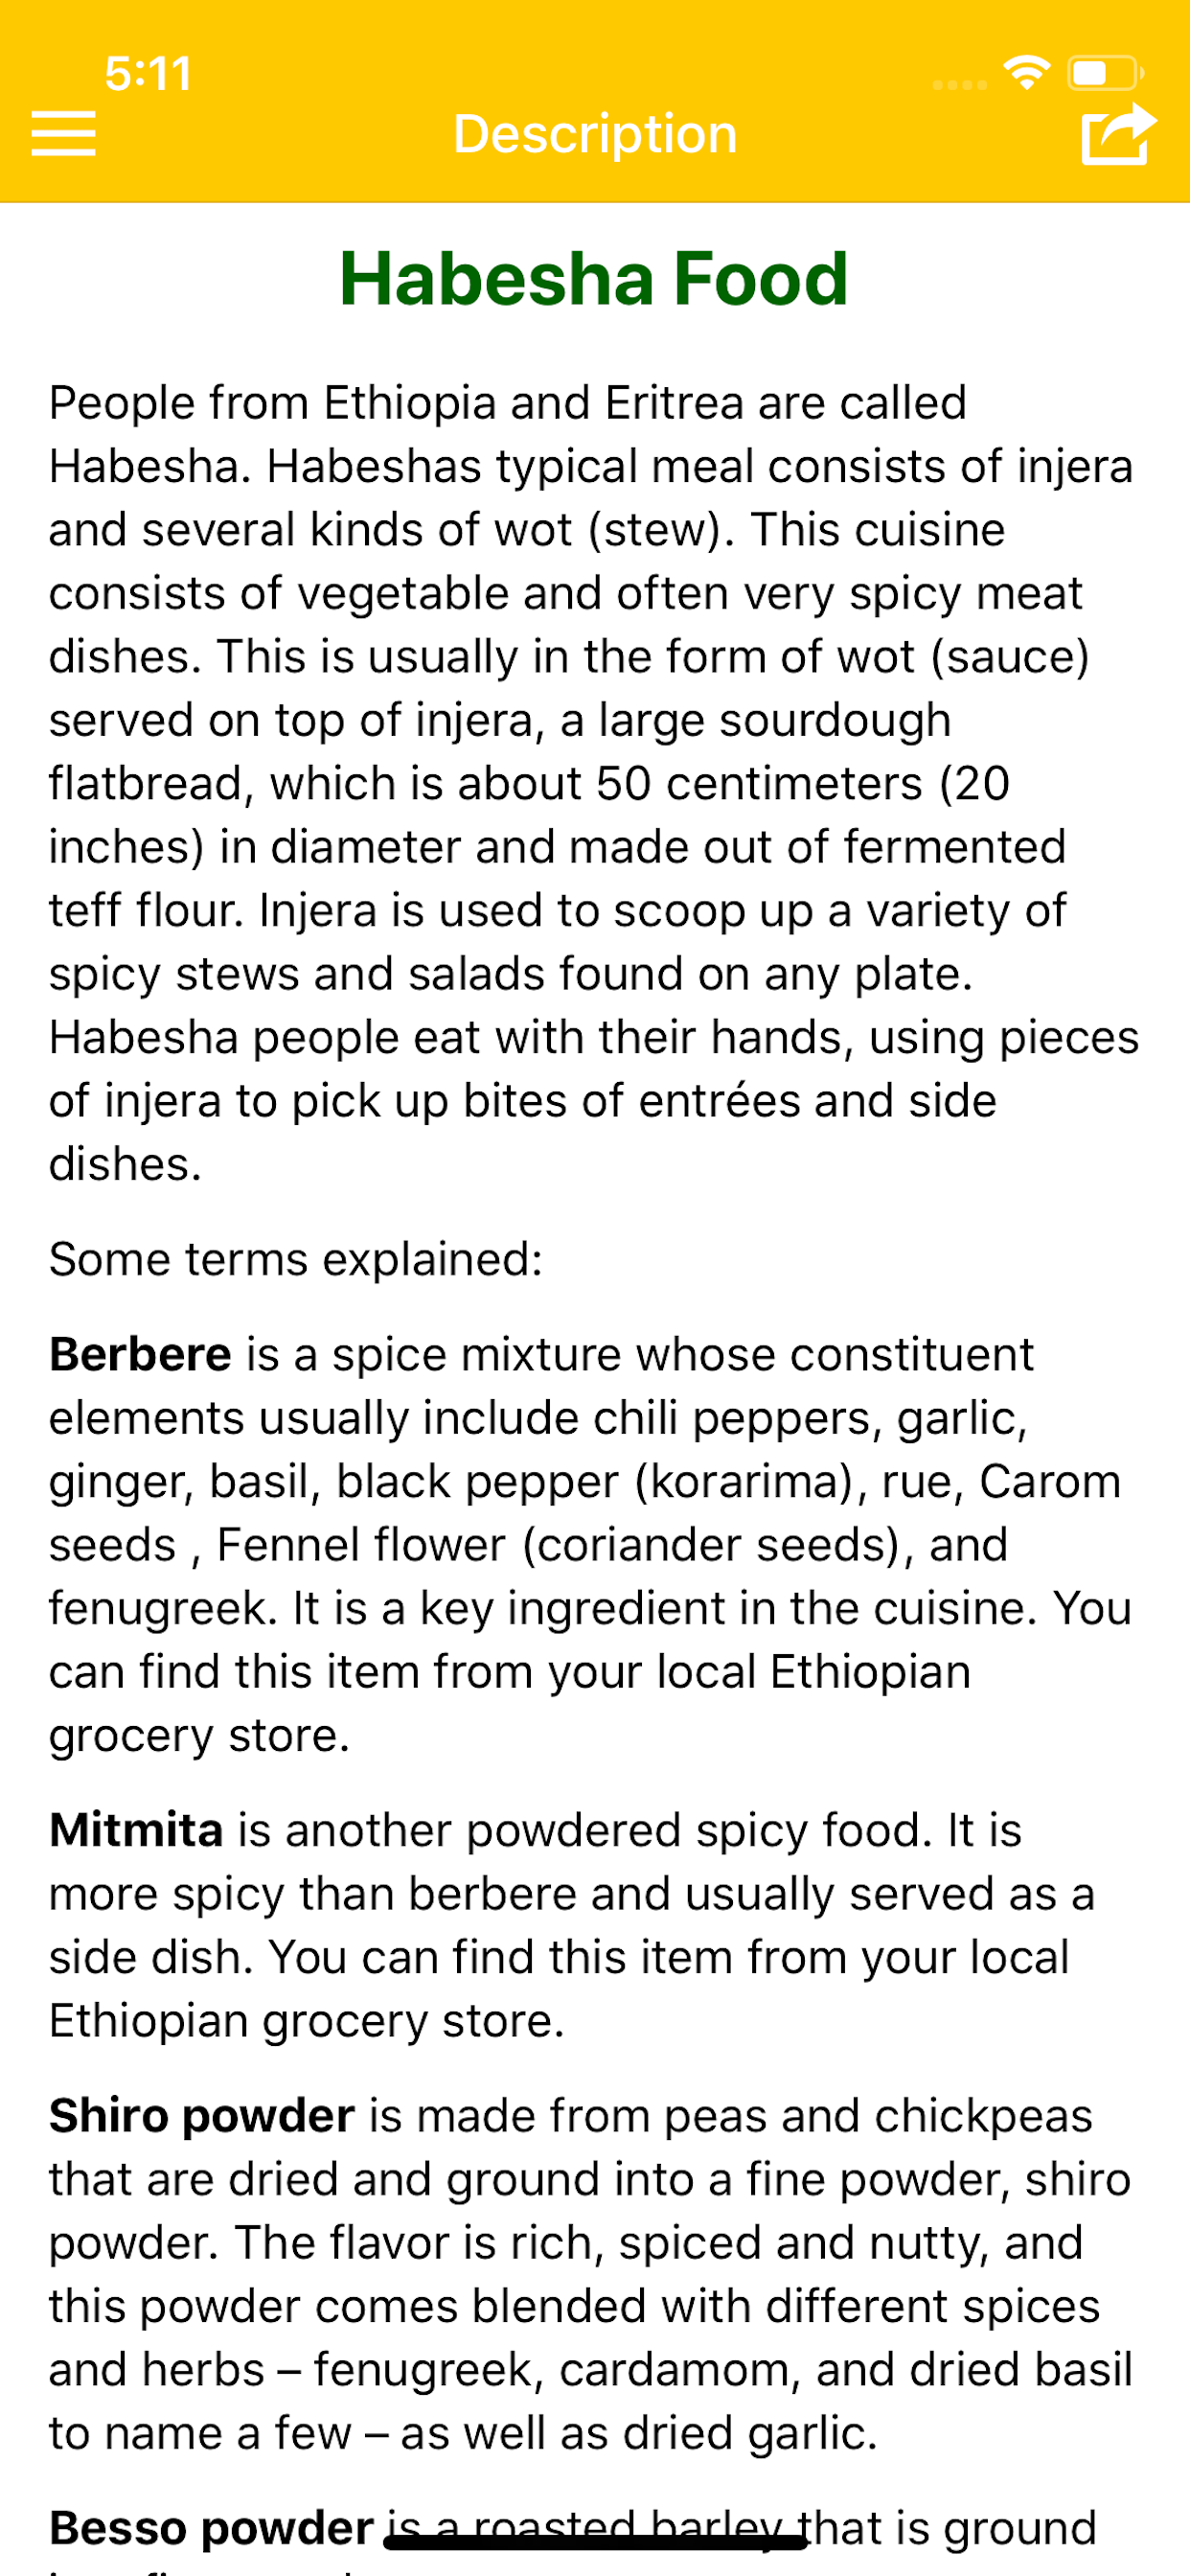 5:11
Description
Habesha Food
People from Ethiopia and Eritrea are called
Habesha. Habeshas typical meal consists of injera
and several kinds of wot (stew). This cuisine
consists of vegetable and often very spicy meat
dishes. This is usually in the form of wot (sauce)
served on top of injera, a large sourdough
flatbread, which is about 50 centimeters (20
inches) in diameter and made out of fermented
teff flour. Injera is used to scoop up a variety of
spicy stews and salads found on any plate.
Habesha people eat with their hands, using pieces
of injera to pick up bites of entrées and side
dishes.
Some terms explained:
Berbere is a spice mixture whose constituent
elements usually include chili peppers, garlic,
ginger, basil, black pepper (korarima), rue, Carom
seeds , Fennel flower (coriander seeds), and
fenugreek. It is a key ingredient in the cuisine. You
can find this item from your local Ethiopian
grocery store.
Mitmita is another powdered spicy food. It is
more spicy than berbere and usually served as a
side dish. You can find this item from your local
Ethiopian grocery store.
Shiro powder is made from peas and chickpeas
that are dried and ground into a fine powder, shiro
powder. The flavor is rich, spiced and nutty, and
this powder comes blended with different spices
and herbs – fenugreek, cardamom, and dried basil
to name a few – as well as dried garlic.
Besso powder is a roasted barley that is ground